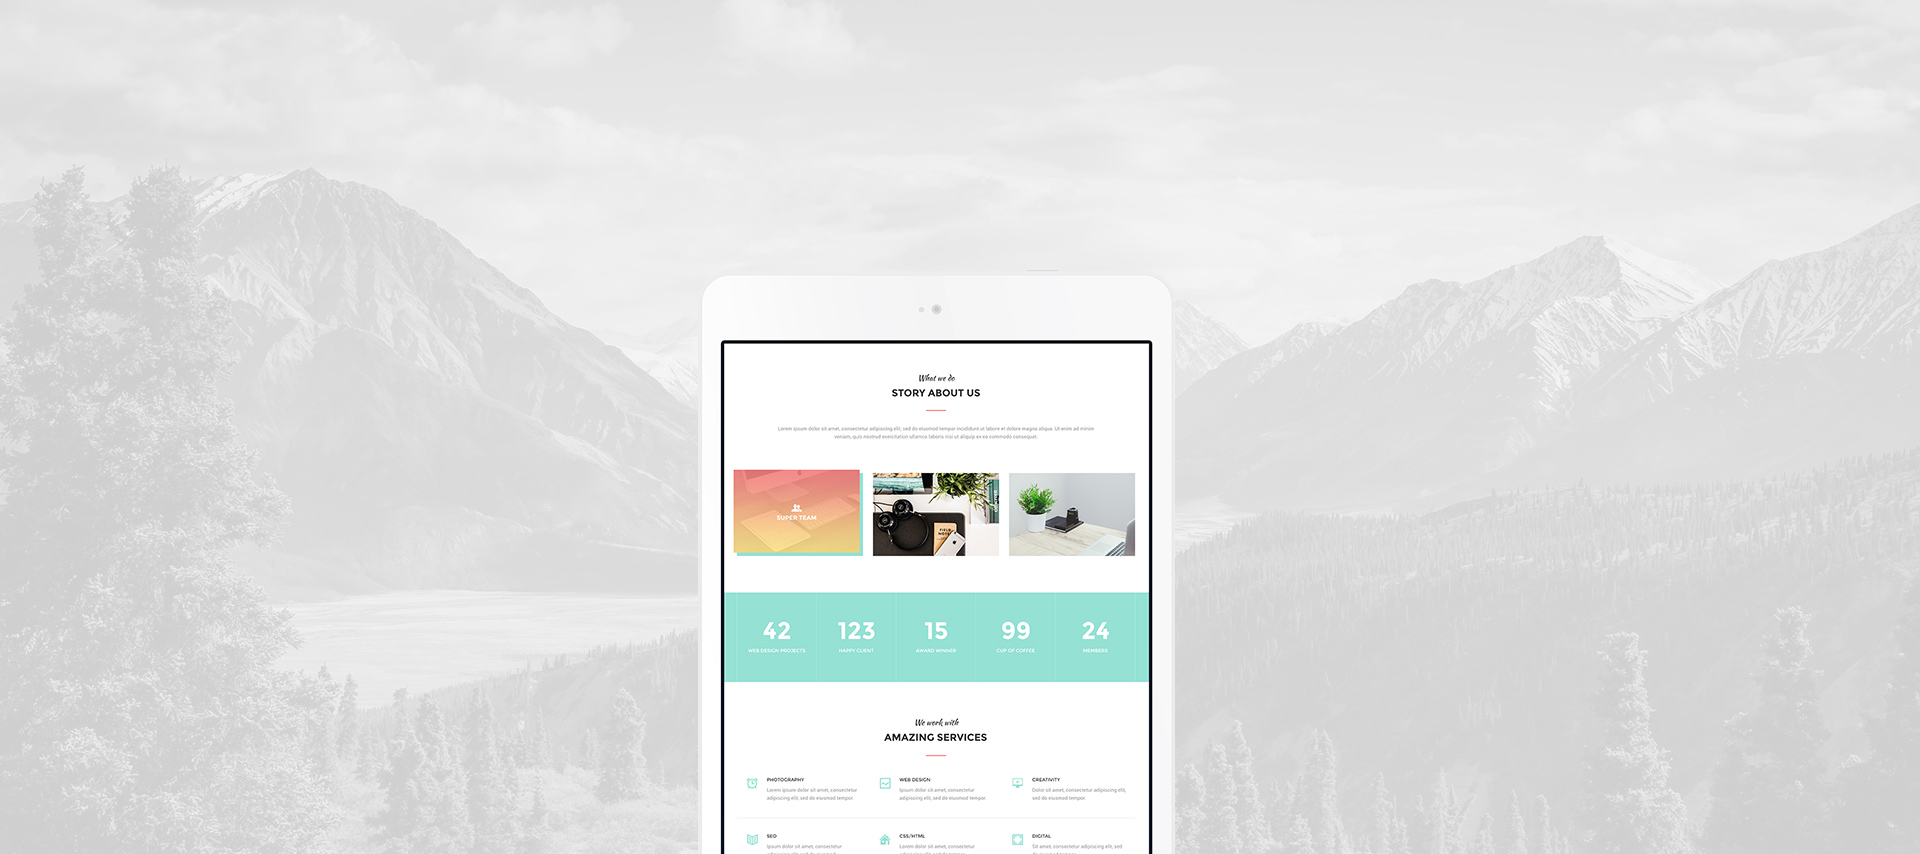 What we do
STORY ABOUT US
Lorem ipsum dolor sit amet, consectetur adipiscing elit, sed do eiusmod tempor incididunt ut labore et dolore magna aliqua. Ut enim ad minim
veniam, quis nostrud exercitation ullamco laboris nisi ut aliquip ex ea commodo consequat.
SUPER TEAM
FIELD
42
WEB DESIGN PROJECTS
123
HAPPY CLIENT
15
AWARD WINNER
99
CUP OF COFFEE
24
MEMBERS
We work with
AMAZING SERVICES
PHOTOGRAPHY
Lorem ipsum dolor sit amet, consectetur
adipiscing elit, sed do eiusmod tempor.
WEB DESIGN
Ipsum dolor sit amet, consectetur
adipiscing elit, sed do eiusmod tempor.
CREATIVITY
Dolor sit amet, consectetur adipiscing elit,
sed do eiusmod tempor.
SEO
Ipsum dolor sit amet, consectetur
CSS/HTML
Lorem dolor sit amet, consectetur
DIGITAL
Sit amet, consectetur adipiscing elit, sed